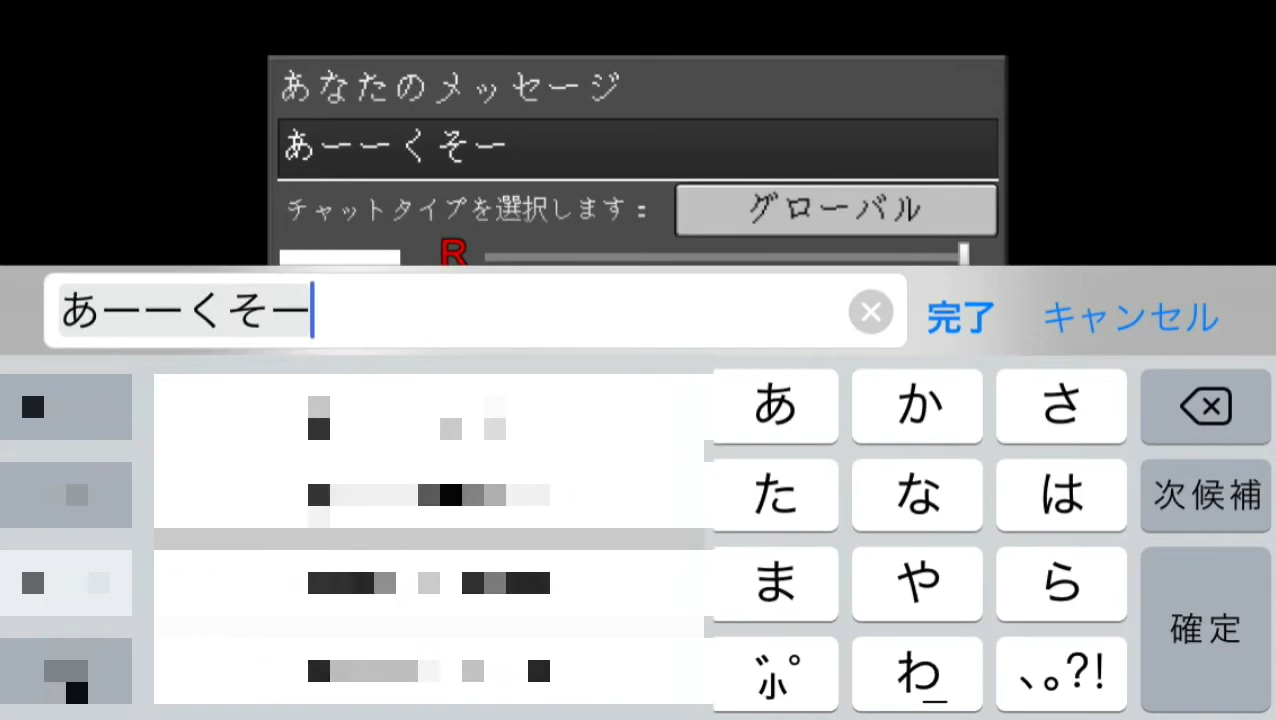 あなたのメッセージ
あーーくそー
チャットタイプを選択します： グローバル
R
あーーくそー 完了 キャンセル
あ か さ
た な は 次候補
ま や ら 確定
゛゜小 わ_ 、。?!